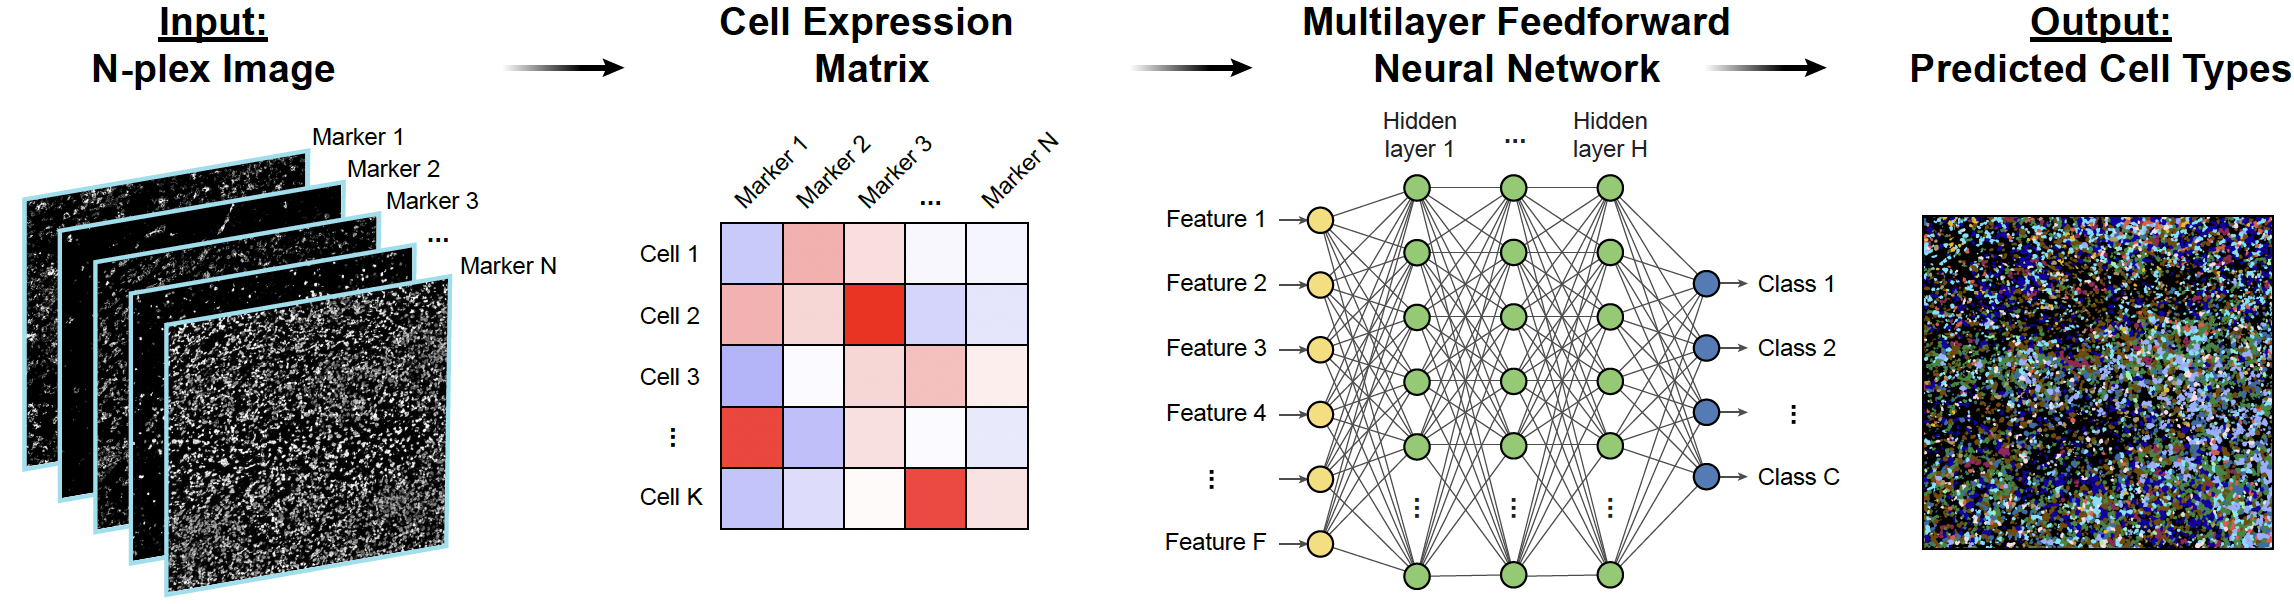 Input:
N-plex Image
Marker 1
Marker 2
Marker 3
...
Marker N
Cell Expression
Matrix
Marker 1
Marker 2
Marker 3
...
Marker N
Cell 1
Cell 2
Cell 3
⋮
Cell K
Multilayer Feedforward
Neural Network
Hidden
layer 1
...
Hidden
layer H
Feature 1
Feature 2
Feature 3
Feature 4
⋮
Feature F
⋮
⋮
⋮
Class 1
Class 2
⋮
Class C
Output:
Predicted Cell Types